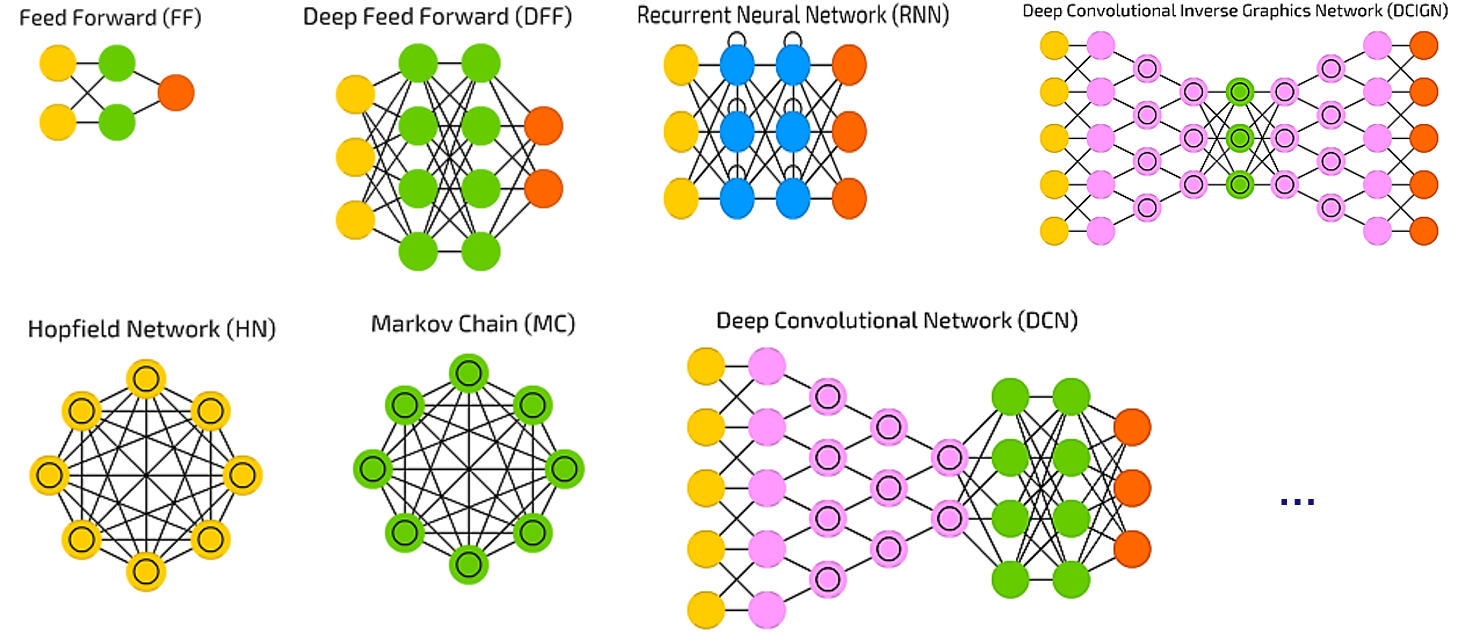 Feed Forward (FF)
Deep Feed Forward (DFF)
Recurrent Neural Network (RNN)
Deep Convolutional Inverse Graphics Network (DCIGN)
Hopfield Network (HN)
Markov Chain (MC)
Deep Convolutional Network (DCN)
...